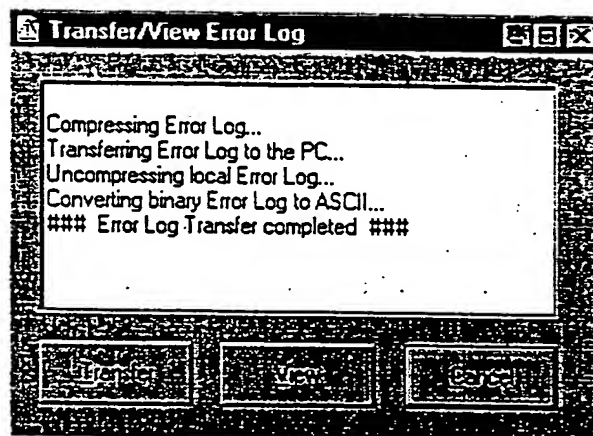 Transfer/View Error Log
Compressing Error Log...
Transferring Error Log to the PC...
Uncompressing local Error Log...
Converting binary Error Log to ASCII...
### Error Log Transfer completed ###
Transfer
View
Cancel